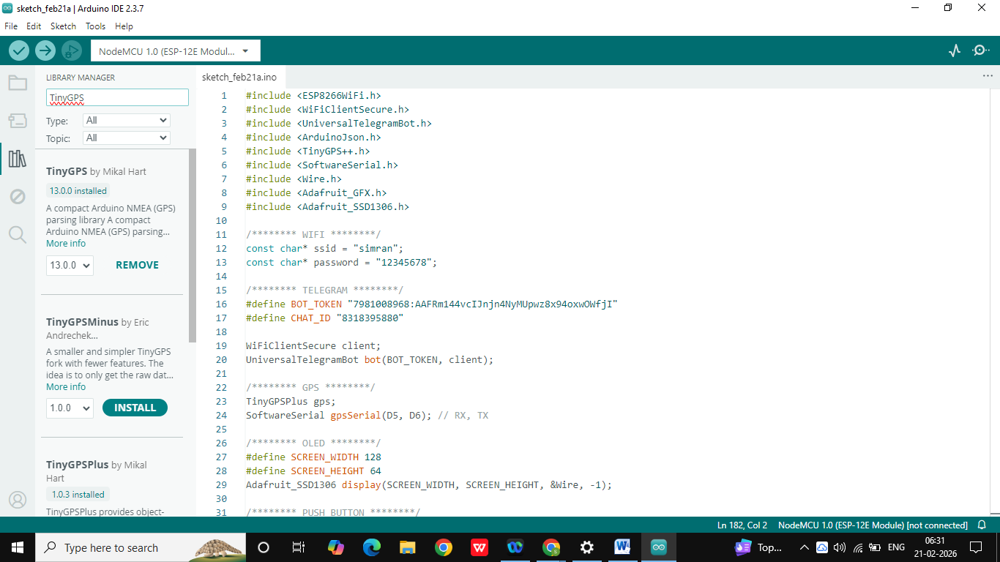 sketch_feb21a | Arduino IDE 2.3.7
File Edit Sketch Tools Help
NodeMCU 1.0 (ESP-12E Modul...
LIBRARY MANAGER
TinyGPS
Type: All
Topic: All
TinyGPS by Mikal Hart
13.0.0 installed
A compact Arduino NMEA (GPS)
parsing library A compact
Arduino NMEA (GPS) parsing...
More info
13.0.0 REMOVE
TinyGPSMinus by Eric
Andrechek...
A smaller and simpler TinyGPS
fork with fewer features. The
idea is to only get the raw dat...
More info
1.0.0 INSTALL
TinyGPSPlus by Mikal
Hart
1.0.3 installed
TinyGPSPlus provides object-
sketch_feb21a.ino
1 #include <ESP8266WiFi.h>
2 #include <WiFiClientSecure.h>
3 #include <UniversalTelegramBot.h>
4 #include <ArduinoJson.h>
5 #include <TinyGPS++.h>
6 #include <SoftwareSerial.h>
7 #include <Wire.h>
8 #include <Adafruit_GFX.h>
9 #include <Adafruit_SSD1306.h>
10
11 /******** WIFI ********/
12 const char* ssid = "simran";
13 const char* password = "12345678";
14
15 /******** TELEGRAM ********/
16 #define BOT_TOKEN "7981008968:AAFRm144vcIJnjn4NyMUpwz8x94oxwOWfjI"
17 #define CHAT_ID "8318395880"
18
19 WiFiClientSecure client;
20 UniversalTelegramBot bot(BOT_TOKEN, client);
21
22 /******** GPS ********/
23 TinyGPSPlus gps;
24 SoftwareSerial gpsSerial(D5, D6); // RX, TX
25
26 /******** OLED ********/
27 #define SCREEN_WIDTH 128
28 #define SCREEN_HEIGHT 64
29 Adafruit_SSD1306 display(SCREEN_WIDTH, SCREEN_HEIGHT, &Wire, -1);
30
31 /******** PUSH BUTTON ********/
Ln 182, Col 2 NodeMCU 1.0 (ESP-12E Module) [not connected]
Type here to search
Top...
ENG
06:31
21-02-2026